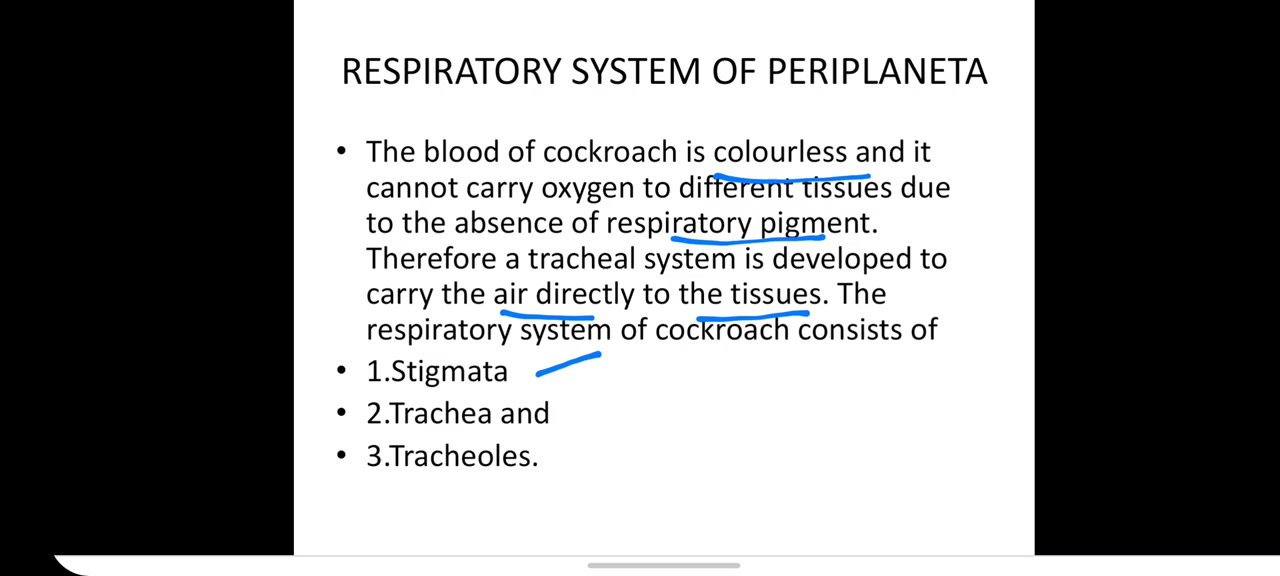 RESPIRATORY SYSTEM OF PERIPLANETA
• The blood of cockroach is colourless and it
cannot carry oxygen to different tissues due
to the absence of respiratory pigment.
Therefore a tracheal system is developed to
carry the air directly to the tissues. The
respiratory system of cockroach consists of
• 1.Stigmata
• 2.Trachea and
• 3.Tracheoles.